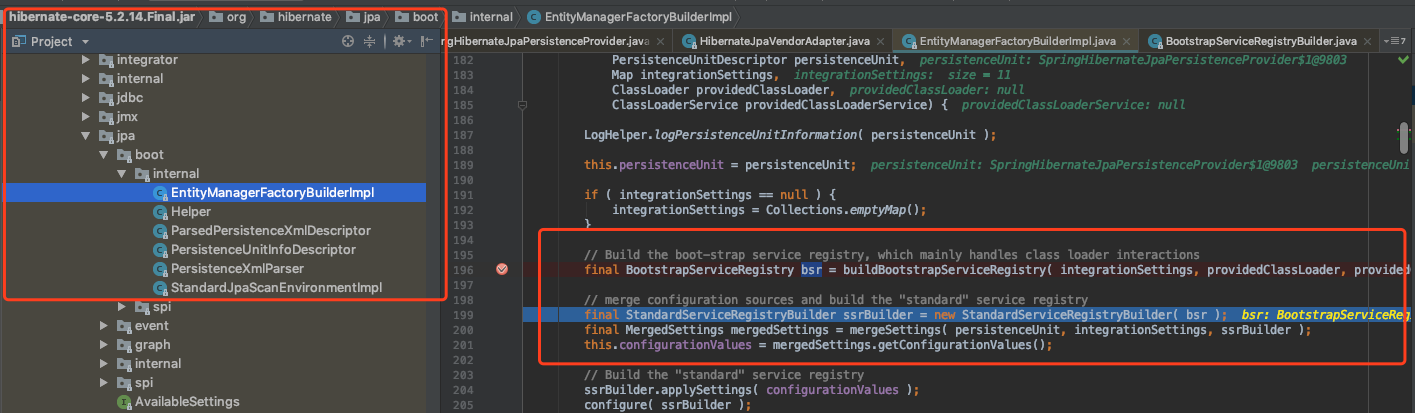 hibernate-core-5.2.14.Final.jar org hibernate jpa boot internal EntityManagerFactoryBuilderImpl
Project
ingHibernateJpaPersistenceProvider.java × HibernateJpaVendorAdapter.java × EntityManagerFactoryBuilderImpl.java × BootstrapServiceRegistryBuilder.java × 7
integrator
internal
jdbc
jmx
jpa
boot
internal
EntityManagerFactoryBuilderImpl
Helper
ParsedPersistenceXmlDescriptor
PersistenceUnitInfoDescriptor
PersistenceXmlParser
StandardJpaScanEnvironmentImpl
spi
event
graph
internal
spi
AvailableSettings
182 PersistenceUnitDescriptor persistenceUnit, persistenceUnit: SpringHibernateJpaPersistenceProvider$1@9803
183 Map integrationSettings, integrationSettings: size = 11
184 ClassLoader providedClassLoader, providedClassLoader: null
185 ClassLoaderService providedClassLoaderService) { providedClassLoaderService: null
186
187 LogHelper.logPersistenceUnitInformation( persistenceUnit );
188
189 this.persistenceUnit = persistenceUnit; persistenceUnit: SpringHibernateJpaPersistenceProvider$1@9803 persistenceUni
190
191 if ( integrationSettings == null ) {
192 integrationSettings = Collections.emptyMap();
193 }
194
195 // Build the boot-strap service registry, which mainly handles class loader interactions
196 final BootstrapServiceRegistry bsr = buildBootstrapServiceRegistry( integrationSettings, providedClassLoader, provided
197
198 // merge configuration sources and build the "standard" service registry
199 final StandardServiceRegistryBuilder ssrBuilder = new StandardServiceRegistryBuilder( bsr ); bsr: BootstrapServiceReg
200 final MergedSettings mergedSettings = mergeSettings( persistenceUnit, integrationSettings, ssrBuilder );
201 this.configurationValues = mergedSettings.getConfigurationValues();
202
203 // Build the "standard" service registry
204 ssrBuilder.applySettings( configurationValues );
205 configure( ssrBuilder );